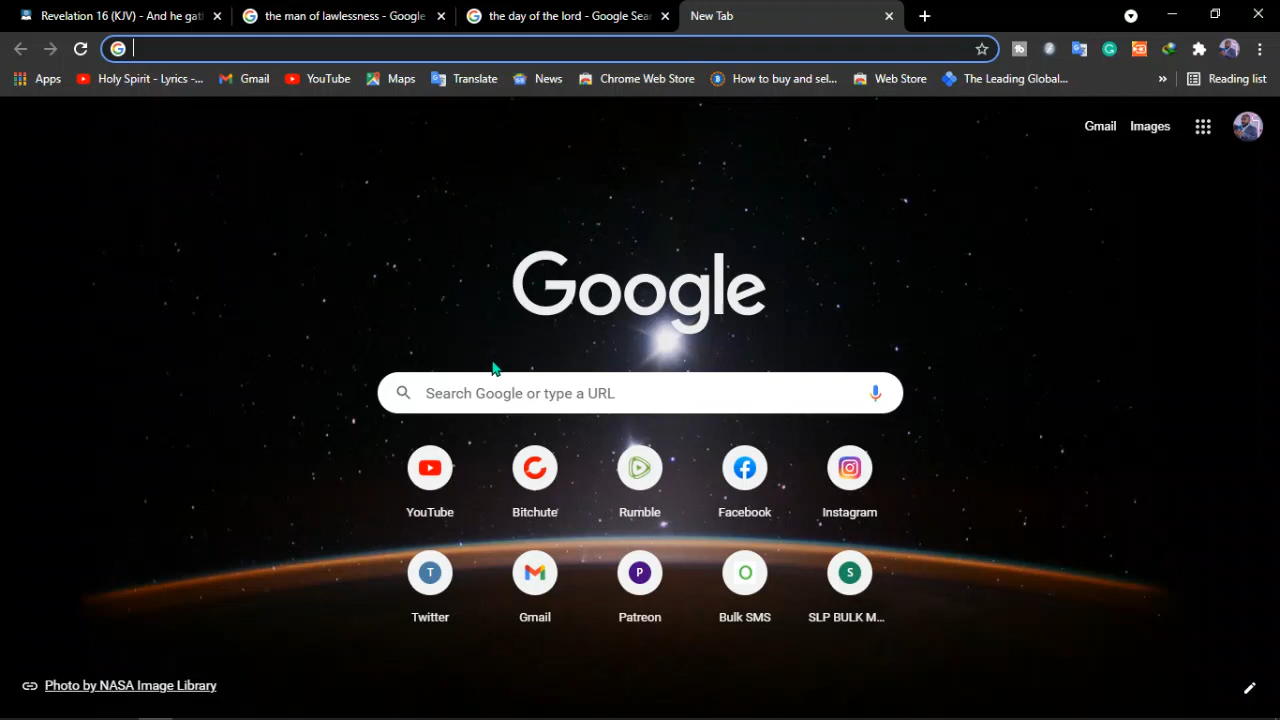 Revelation 16 (KJV) - And he gat
the man of lawlessness - Google
the day of the lord - Google Sear
New Tab
Apps
Holy Spirit - Lyrics -...
Gmail
YouTube
Maps
Translate
News
Chrome Web Store
How to buy and sel...
Web Store
The Leading Global...
»
Reading list
Gmail
Images
Google
Search Google or type a URL
YouTube
Bitchute
Rumble
Facebook
Instagram
T
P
O
S
Twitter
Gmail
Patreon
Bulk SMS
SLP BULK M...
Photo by NASA Image Library